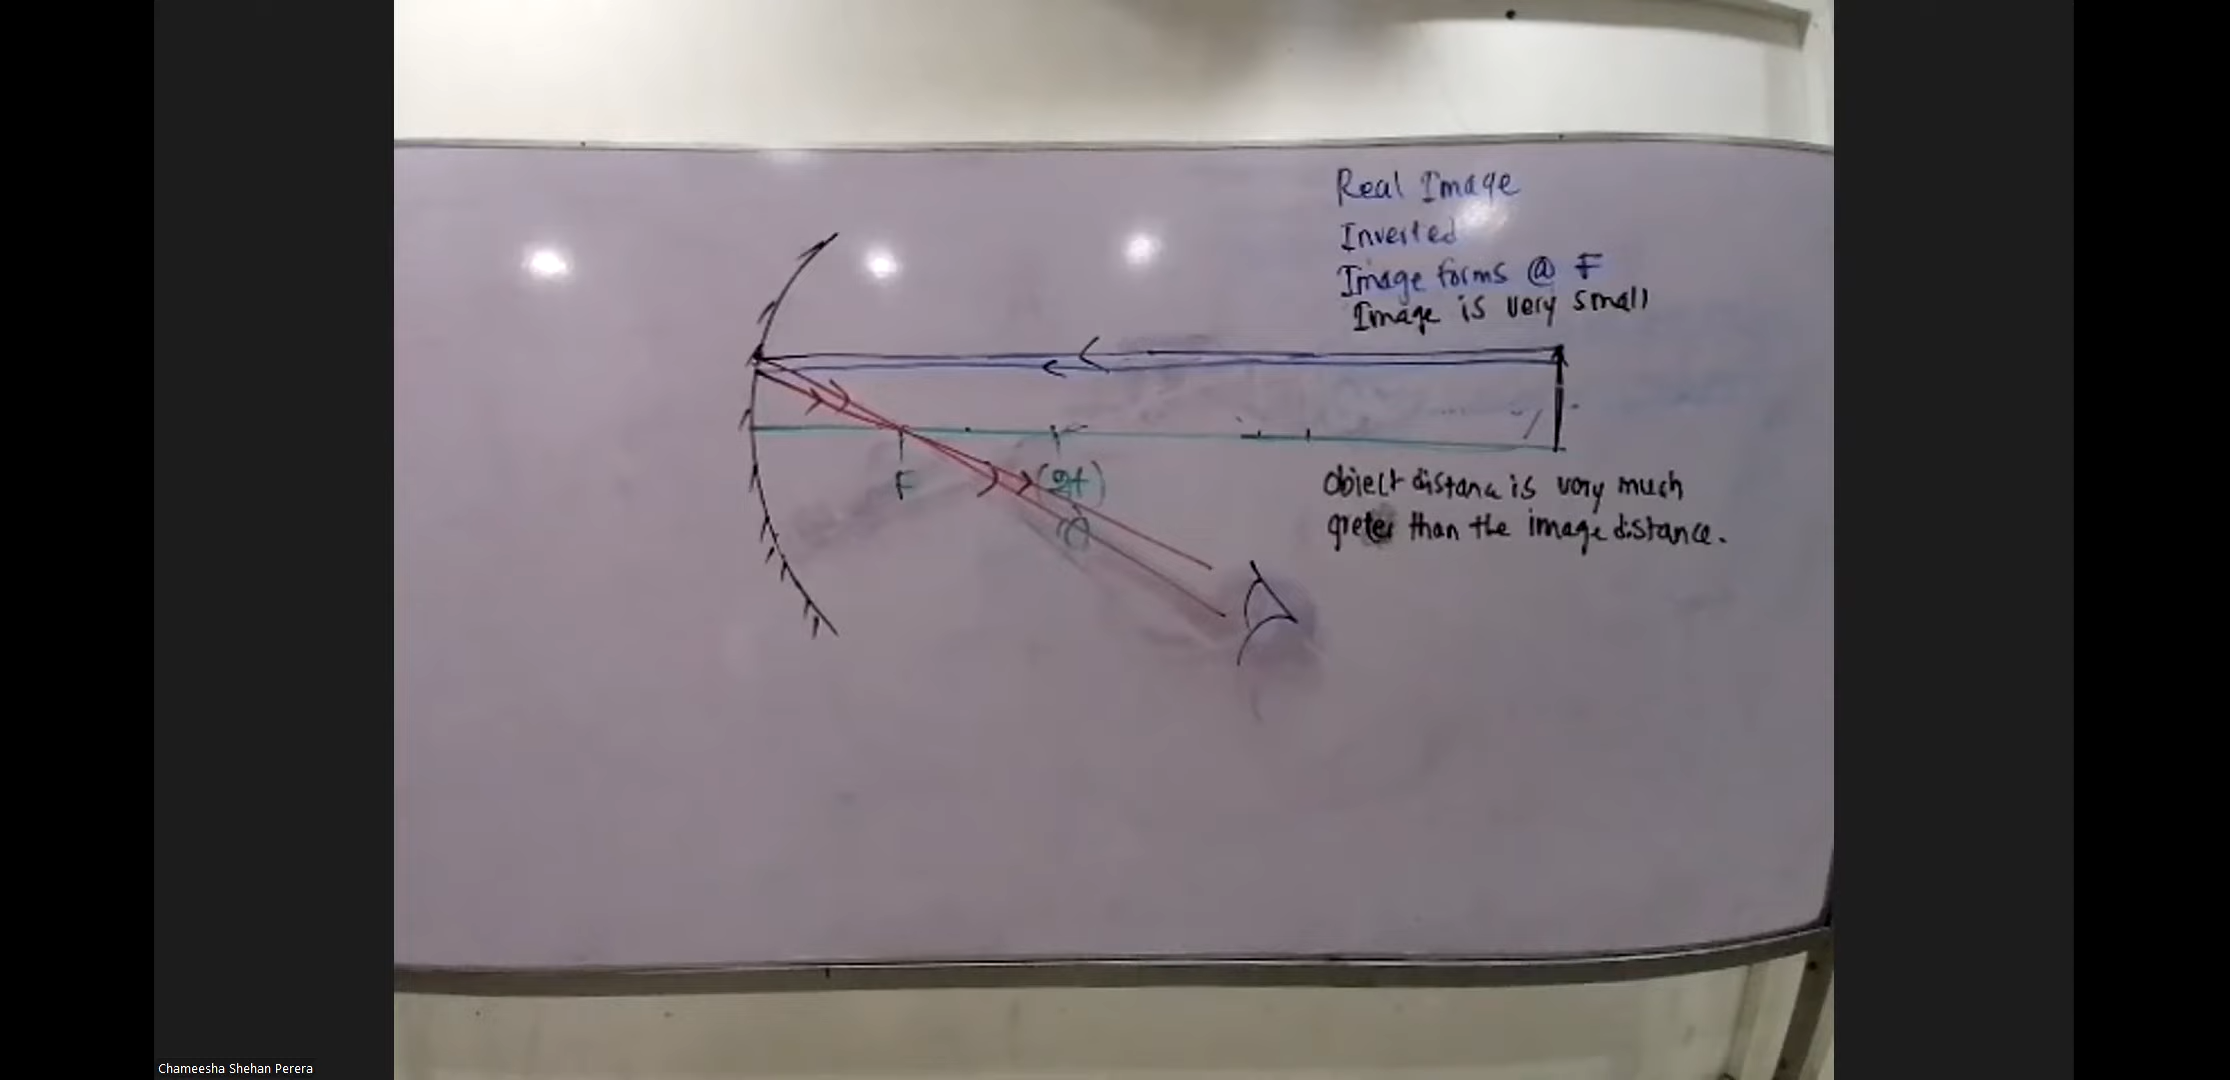 Real Image
Inverted
Image forms @ F
Image is very small
F
(2f)
(C)
Object distanc is very much
greter than the image distance.
Chameesha Shehan Perera